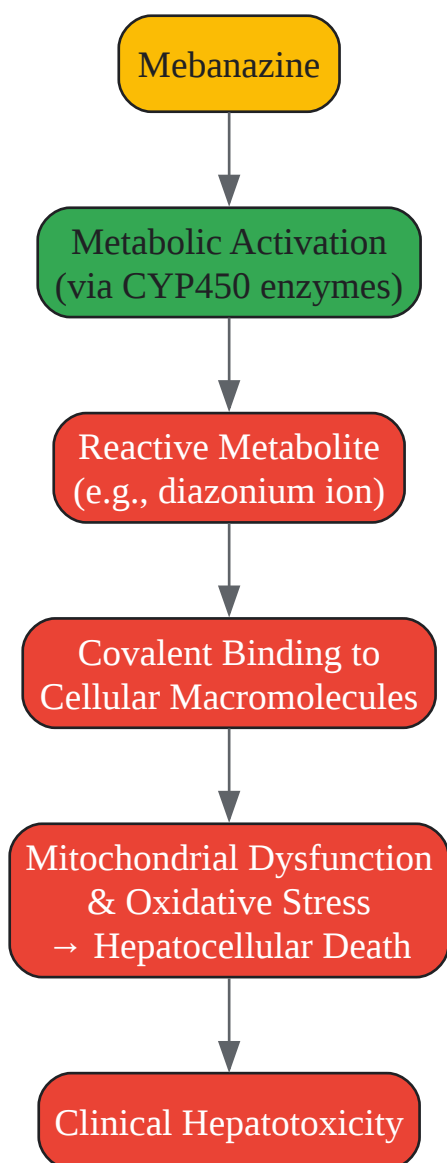 Mebanazine
Metabolic Activation
(via CYP450 enzymes)
Reactive Metabolite
(e.g., diazonium ion)
Covalent Binding to
Cellular Macromolecules
Mitochondrial Dysfunction
& Oxidative Stress
→ Hepatocellular Death
Clinical Hepatotoxicity